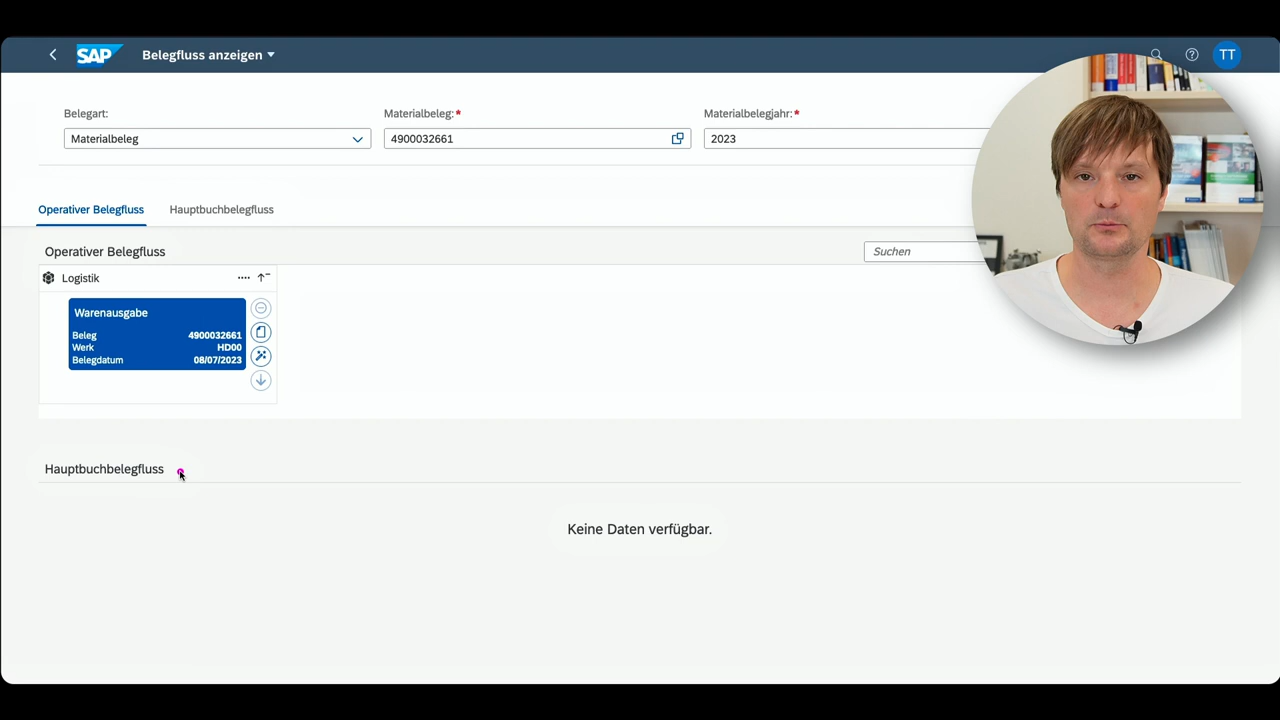 SAP
Belegfluss anzeigen
TT
Belegart:
Materialbeleg:*
Materialbelegjahr:*
Materialbeleg
4900032661
2023
Operativer Belegfluss
Hauptbuchbelegfluss
Operativer Belegfluss
Suchen
Logistik
Warenausgabe
Beleg 4900032661
Werk HD00
Belegdatum 08/07/2023
Hauptbuchbelegfluss
Keine Daten verfügbar.